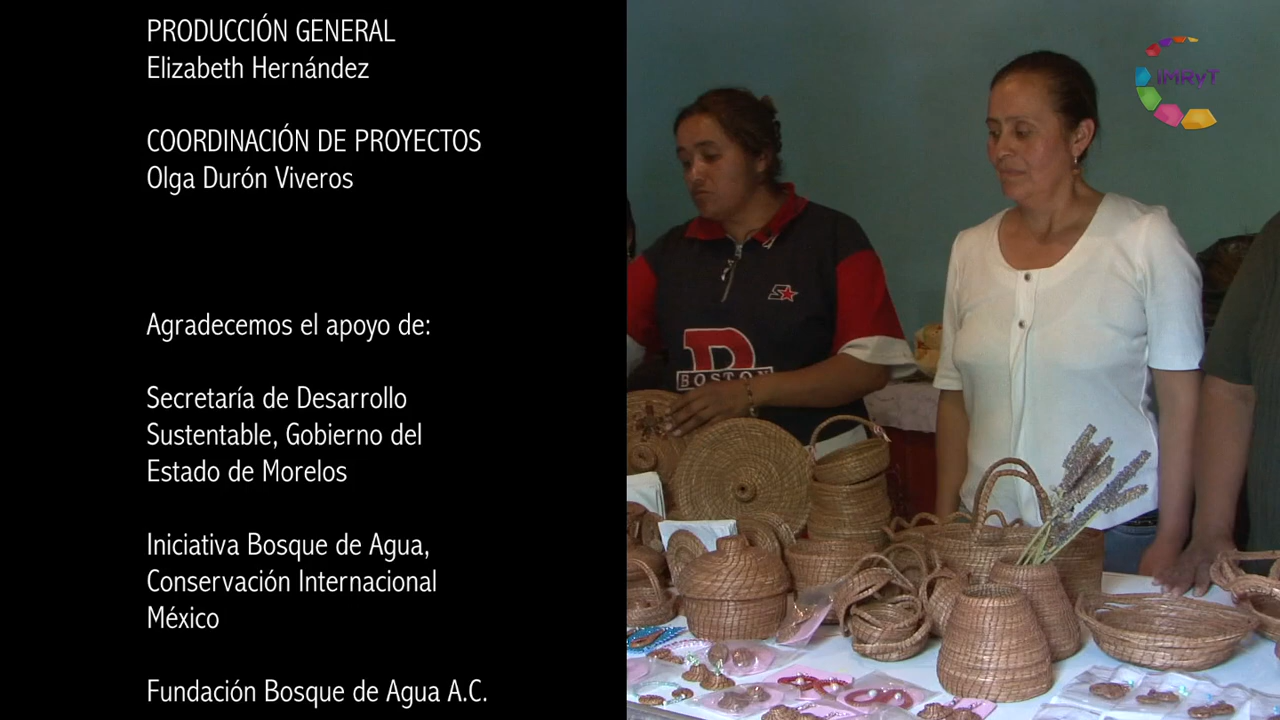 PRODUCCIÓN GENERAL
Elizabeth Hernández
COORDINACIÓN DE PROYECTOS
Olga Durón Viveros
Agradecemos el apoyo de:
Secretaría de Desarrollo
Sustentable, Gobierno del
Estado de Morelos
Iniciativa Bosque de Agua,
Conservación Internacional
México
Fundación Bosque de Agua A.C.
IMRyT
B
BOSTON